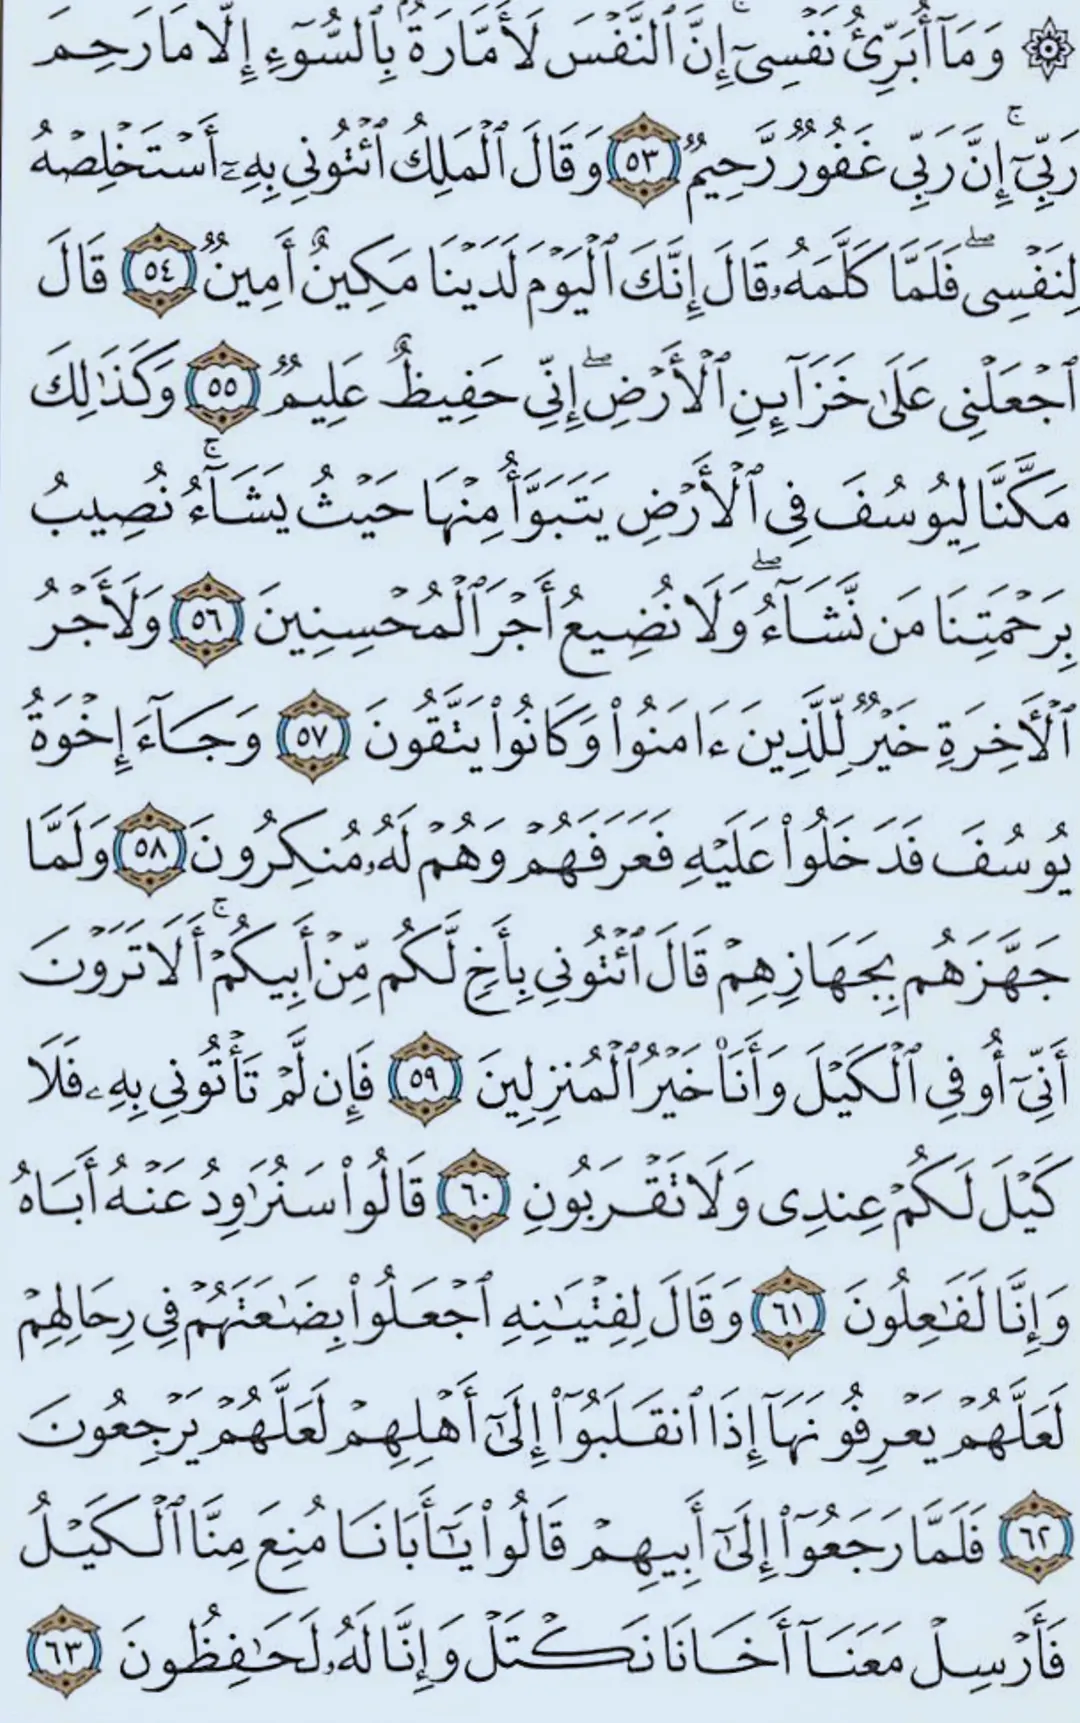 ۞ وَمَآ أُبَرِّئُ نَفۡسِيٓۚ إِنَّ ٱلنَّفۡسَ لَأَمَّارَةُۢ بِٱلسُّوٓءِ إِلَّا مَا رَحِمَ
رَبِّيٓۚ إِنَّ رَبِّي غَفُورٞ رَّحِيمٞ ٥٣ وَقَالَ ٱلۡمَلِكُ ٱئۡتُونِي بِهِۦٓ أَسۡتَخۡلِصۡهُ
لِنَفۡسِيۖ فَلَمَّا كَلَّمَهُۥ قَالَ إِنَّكَ ٱلۡيَوۡمَ لَدَيۡنَا مَكِينٌ أَمِينٞ ٥٤ قَالَ
ٱجۡعَلۡنِي عَلَىٰ خَزَآئِنِ ٱلۡأَرۡضِۖ إِنِّي حَفِيظٌ عَلِيمٞ ٥٥ وَكَذَٰلِكَ
مَكَّنَّا لِيُوسُفَ فِي ٱلۡأَرۡضِ يَتَبَوَّأُ مِنۡهَا حَيۡثُ يَشَآءُۚ نُصِيبُ
بِرَحۡمَتِنَا مَن نَّشَآءُۖ وَلَا نُضِيعُ أَجۡرَ ٱلۡمُحۡسِنِينَ ٥٦ وَلَأَجۡرُ
ٱلۡأٓخِرَةِ خَيۡرٞ لِّلَّذِينَ ءَامَنُواْ وَكَانُواْ يَتَّقُونَ ٥٧ وَجَآءَ إِخۡوَةُ
يُوسُفَ فَدَخَلُواْ عَلَيۡهِ فَعَرَفَهُمۡ وَهُمۡ لَهُۥ مُنكِرُونَ ٥٨ وَلَمَّا
جَهَّزَهُم بِجَهَازِهِمۡ قَالَ ٱئۡتُونِي بِأَخٖ لَّكُم مِّنۡ أَبِيكُمۡۚ أَلَا تَرَوۡنَ
أَنِّيٓ أُوفِي ٱلۡكَيۡلَ وَأَنَا۠ خَيۡرُ ٱلۡمُنزِلِينَ ٥٩ فَإِن لَّمۡ تَأۡتُونِي بِهِۦ فَلَا
كَيۡلَ لَكُمۡ عِندِي وَلَا تَقۡرَبُونِ ٦٠ قَالُواْ سَنُرَٰوِدُ عَنۡهُ أَبَاهُ
وَإِنَّا لَفَٰعِلُونَ ٦١ وَقَالَ لِفِتۡيَٰنِهِ ٱجۡعَلُواْ بِضَٰعَتَهُمۡ فِي رِحَالِهِمۡ
لَعَلَّهُمۡ يَعۡرِفُونَهَآ إِذَا ٱنقَلَبُوٓاْ إِلَىٰٓ أَهۡلِهِمۡ لَعَلَّهُمۡ يَرۡجِعُونَ
٦٢ فَلَمَّا رَجَعُوٓاْ إِلَىٰٓ أَبِيهِمۡ قَالُواْ يَٰٓأَبَانَا مُنِعَ مِنَّا ٱلۡكَيۡلُ
فَأَرۡسِلۡ مَعَنَآ أَخَانَا نَكۡتَلۡ وَإِنَّا لَهُۥ لَحَٰفِظُونَ ٦٣